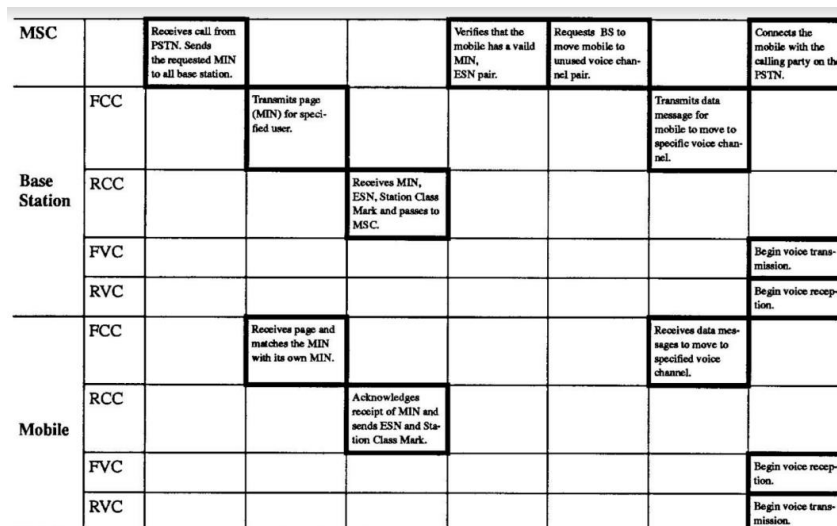 MSC
Receives call from
PSTN. Sends
the requested MIN
to all base station.
Verifies that the
mobile has a vaild
MIN,
ESN pair.
Requests BS to
move mobile to
unused voice chan-
nel pair.
Connects the
mobile with the
calling party on the
PSTN.
Base
Station
FCC
Transmits page
(MIN) for speci-
fied user.
Transmits data
message for
mobile to move to
specific voice chan-
nel.
RCC
Receives MIN,
ESN, Station Class
Mark and passes to
MSC.
FVC
Begin voice trans-
mission.
RVC
Begin voice recep-
tion.
Mobile
FCC
Receives page and
matches the MIN
with its own MIN.
Receives data mes-
sages to move to
specified voice
channel.
RCC
Acknowledges
receipt of MIN and
sends ESN and Sta-
tion Class Mark.
FVC
Begin voice recep-
tion.
RVC
Begin voice trans-
mission.